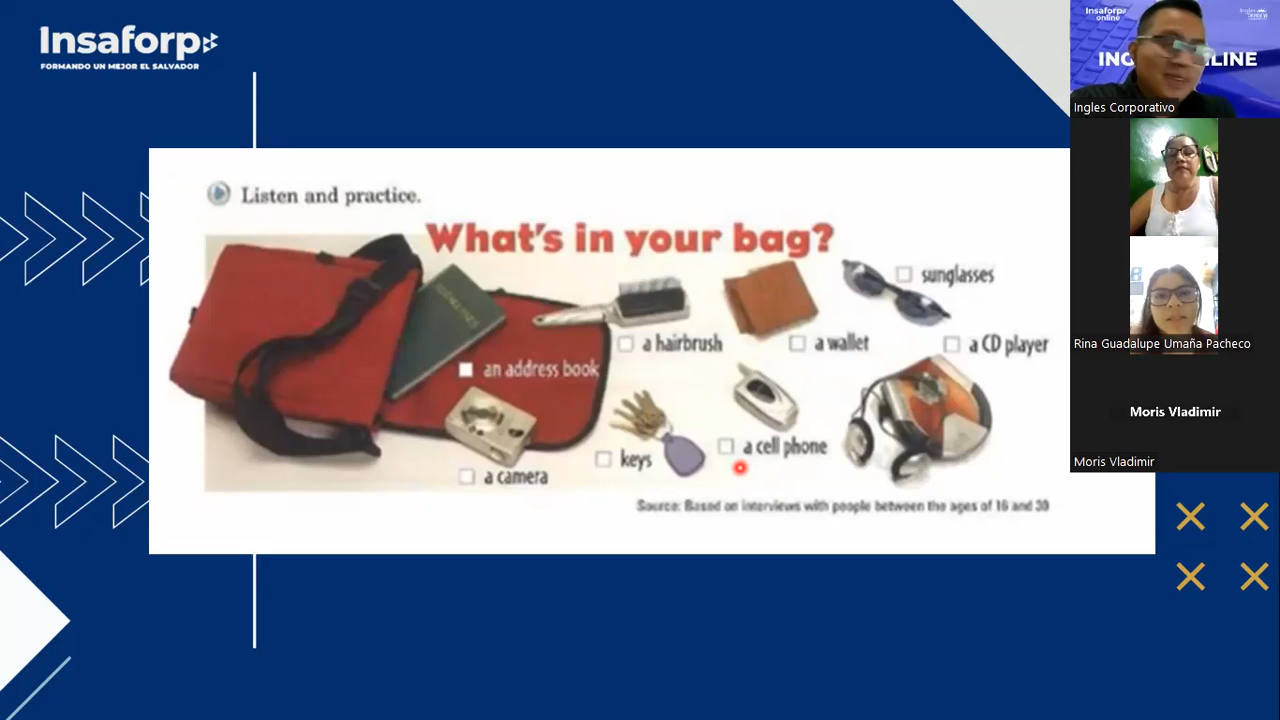 Insaforp
FORMANDO UN MEJOR EL SALVADOR
Listen and practice.
What's in your bag?
sunglasses
a hairbrush
a wallet
a CD player
an address book
a cell phone
keys
a camera
Source: Based on interviews with people between the ages of 16 and 30
Insaforp
online
Ingles Corporativo
Rina Guadalupe Umaña Pacheco
Moris Vladimir
Moris Vladimir